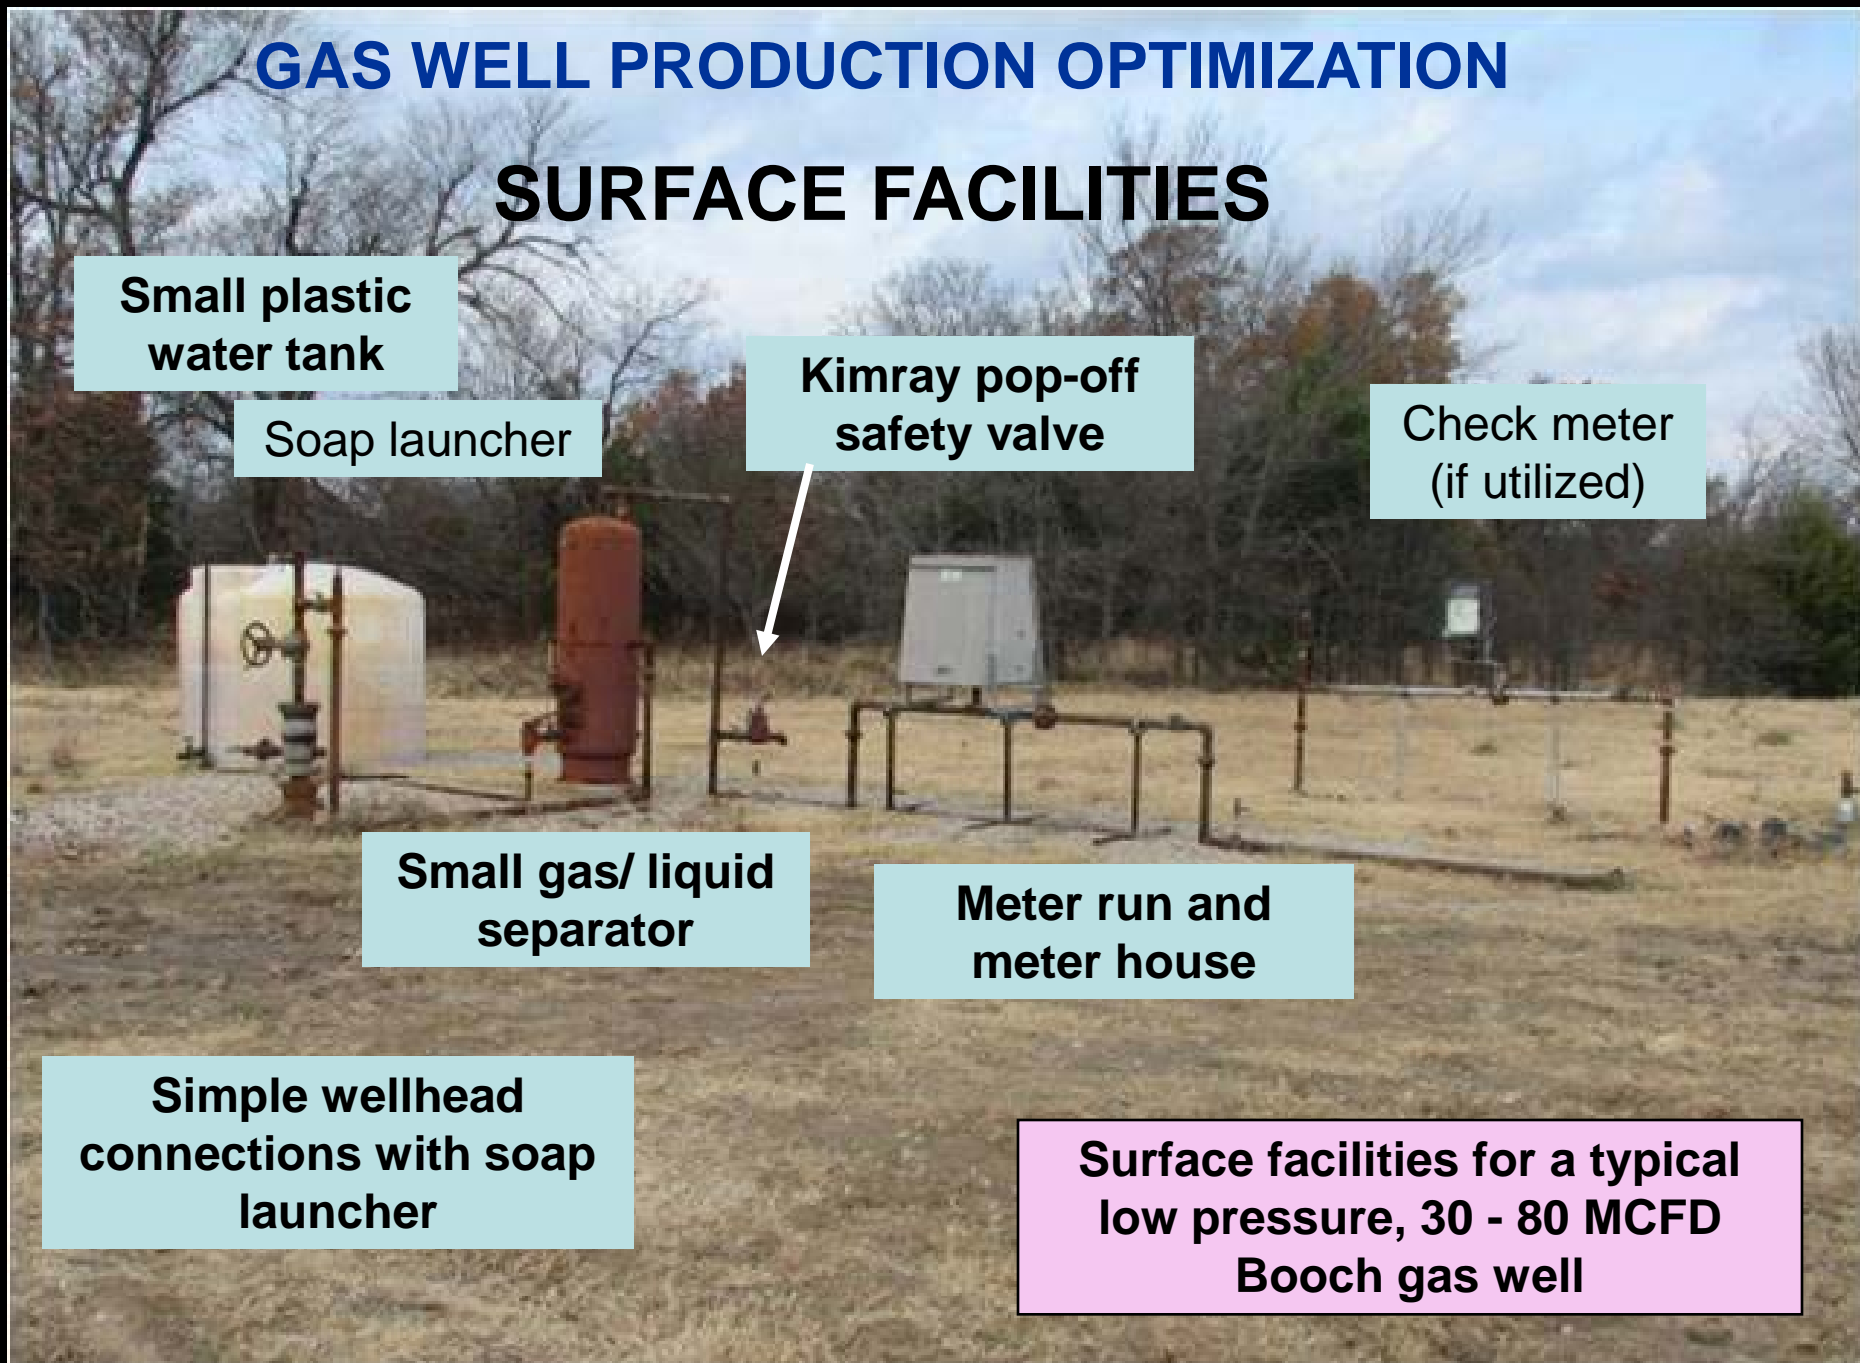 GAS WELL PRODUCTION OPTIMIZATION
SURFACE FACILITIES
Small plastic
water tank
Soap launcher
Kimray pop-off
safety valve
Check meter
(if utilized)
Small gas/ liquid
separator
Meter run and
meter house
Simple wellhead
connections with soap
launcher
Surface facilities for a typical
low pressure, 30 - 80 MCFD
Booch gas well